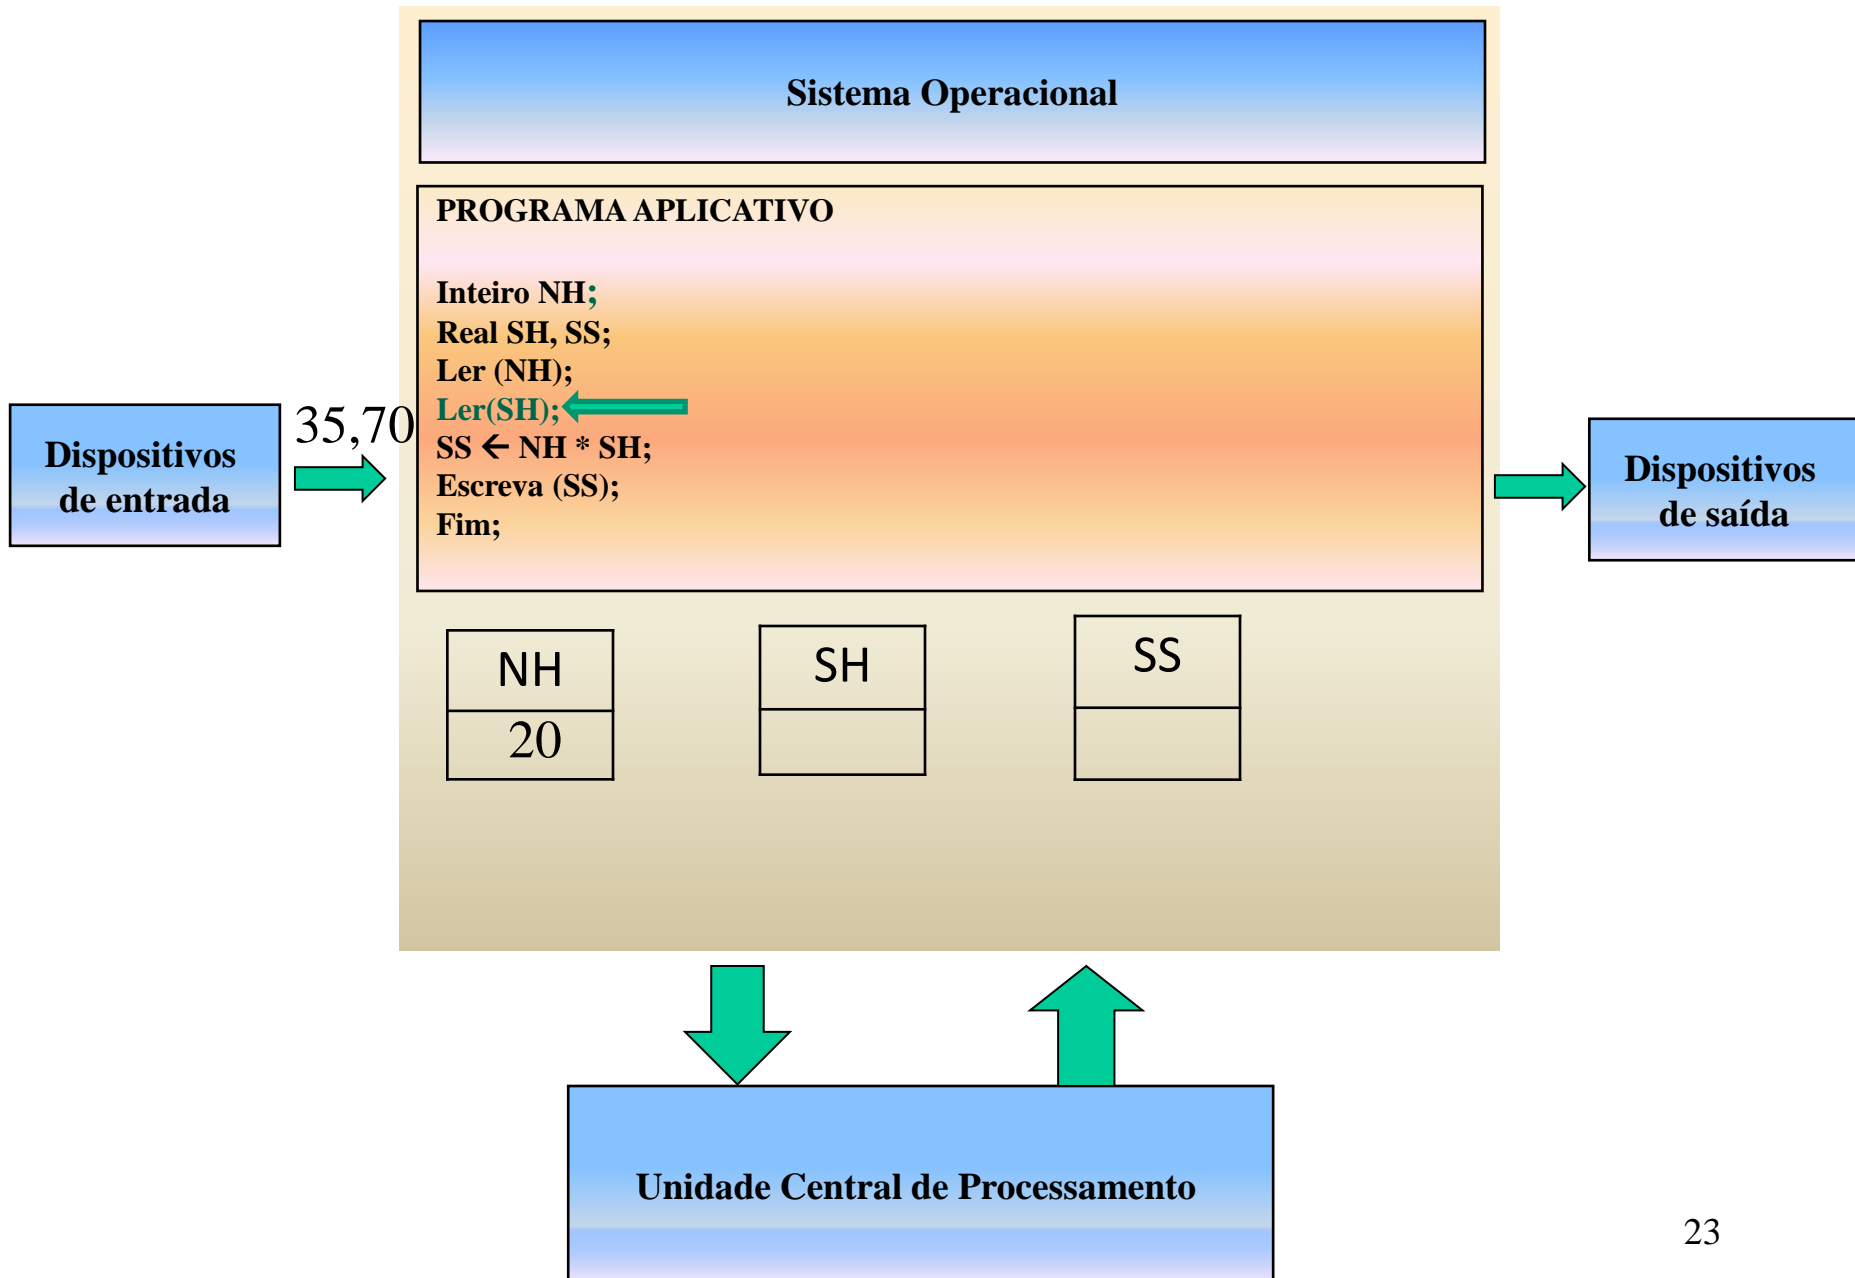 Sistema Operacional
PROGRAMA APLICATIVO
Inteiro NH;
Real SH, SS;
Ler (NH);
Ler(SH);
SS ← NH * SH;
Escreva (SS);
Fim;
35,70
Dispositivos
de entrada
Dispositivos
de saída
NH
20
SH
SS
Unidade Central de Processamento
23